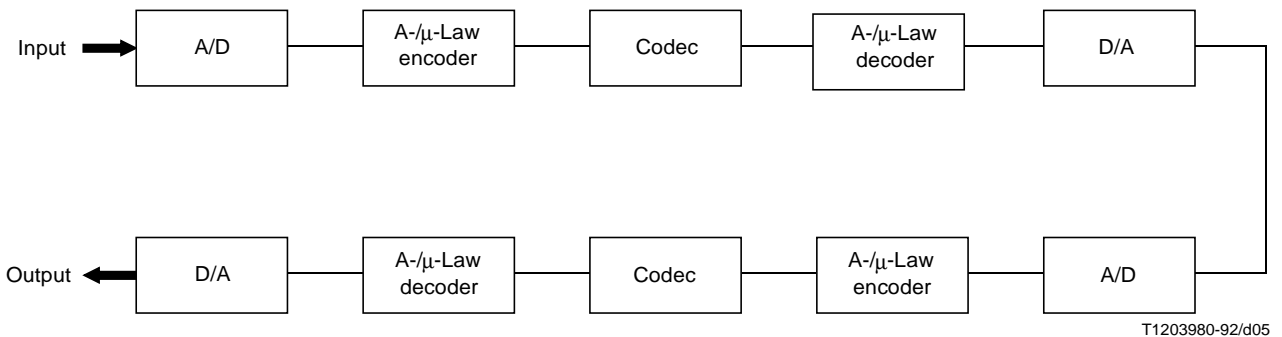 Input
A/D
A-/μ-Law
encoder
Codec
A-/μ-Law
decoder
D/A
Output
D/A
A-/μ-Law
decoder
Codec
A-/μ-Law
encoder
A/D
T1203980-92/d05